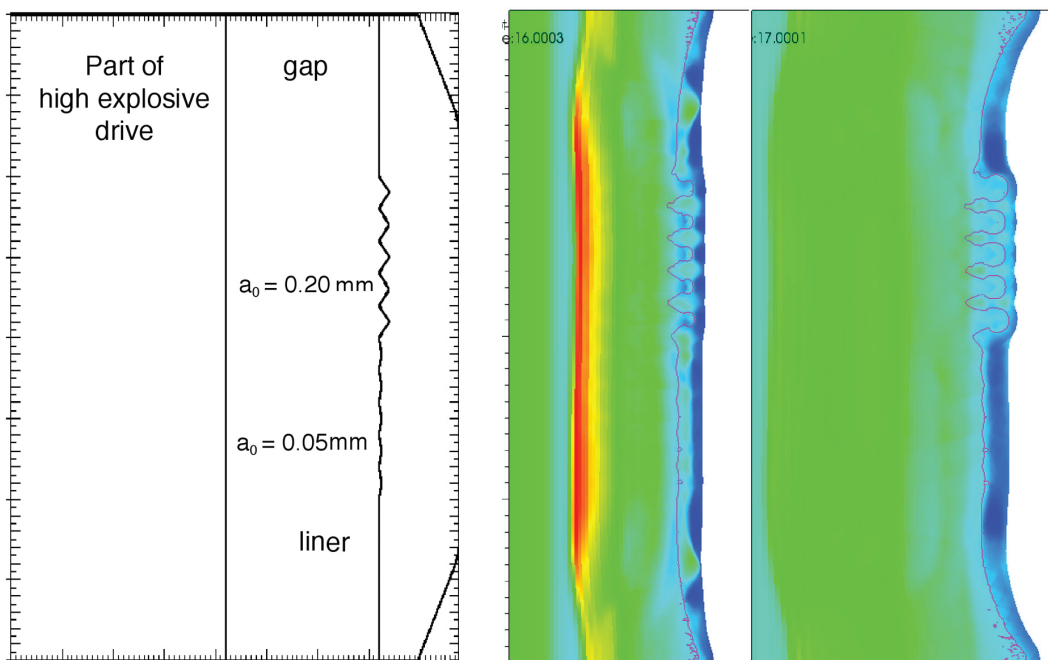 Part of
high explosive
drive
gap
a₀ = 0.20 mm
a₀ = 0.05mm
liner
e:16.0003
:17.0001